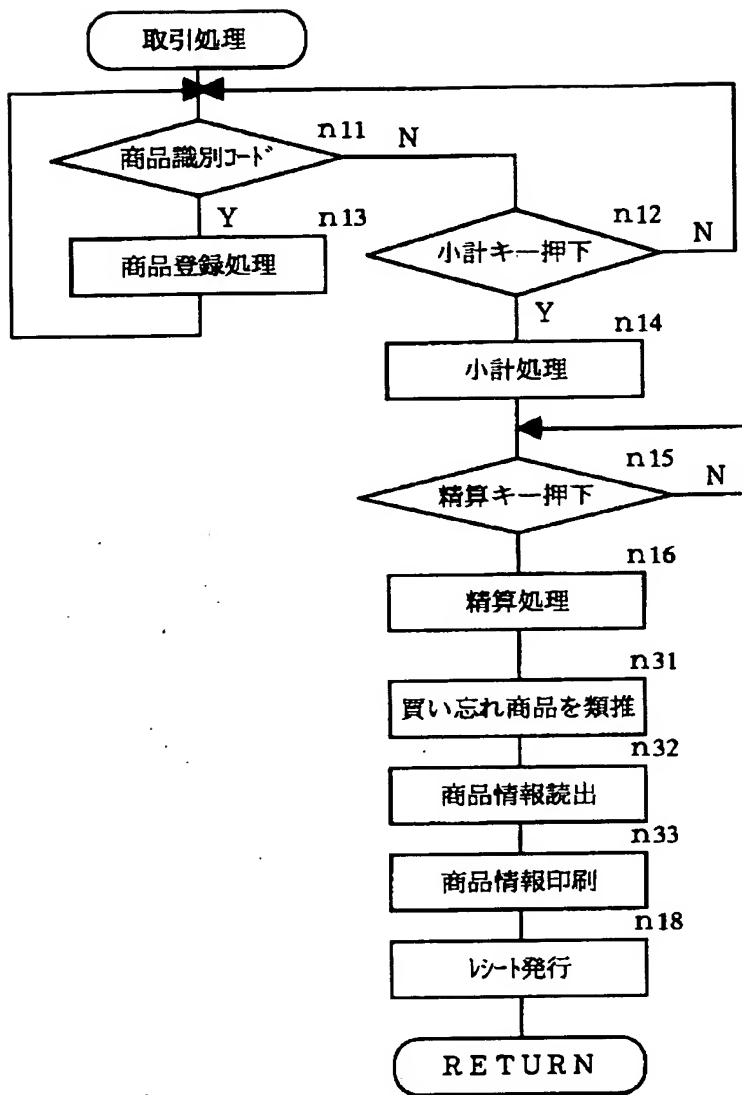 取引処理
n11
商品識別コード
N
Y
n13
商品登録処理
n12
小計キー押下
N
Y
n14
小計処理
n15
精算キー押下
N
n16
精算処理
n31
買い忘れ商品を類推
n32
商品情報読出
n33
商品情報印刷
n18
レシート発行
RETURN